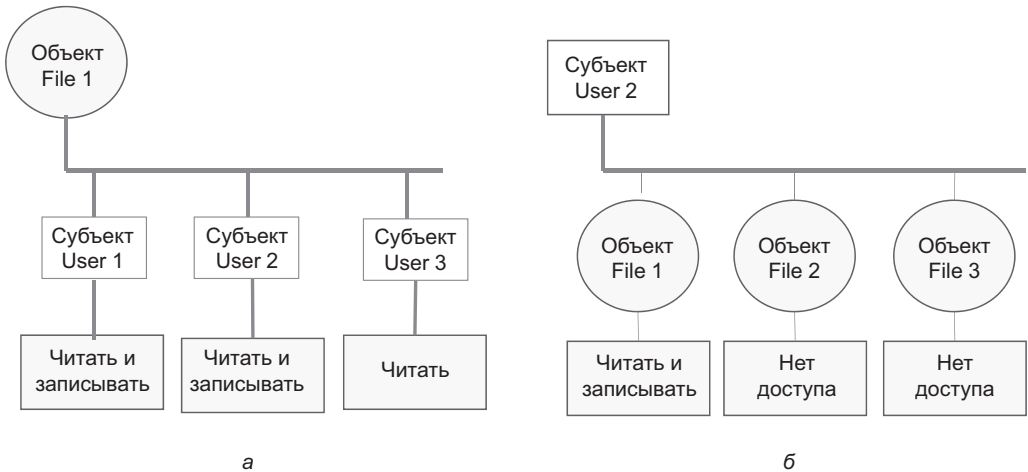 Объект
File 1
Субъект
User 1
Субъект
User 2
Субъект
User 3
Читать и
записывать
Читать и
записывать
Читать
а
Субъект
User 2
Объект
File 1
Объект
File 2
Объект
File 3
Читать и
записывать
Нет
доступа
Нет
доступа
б